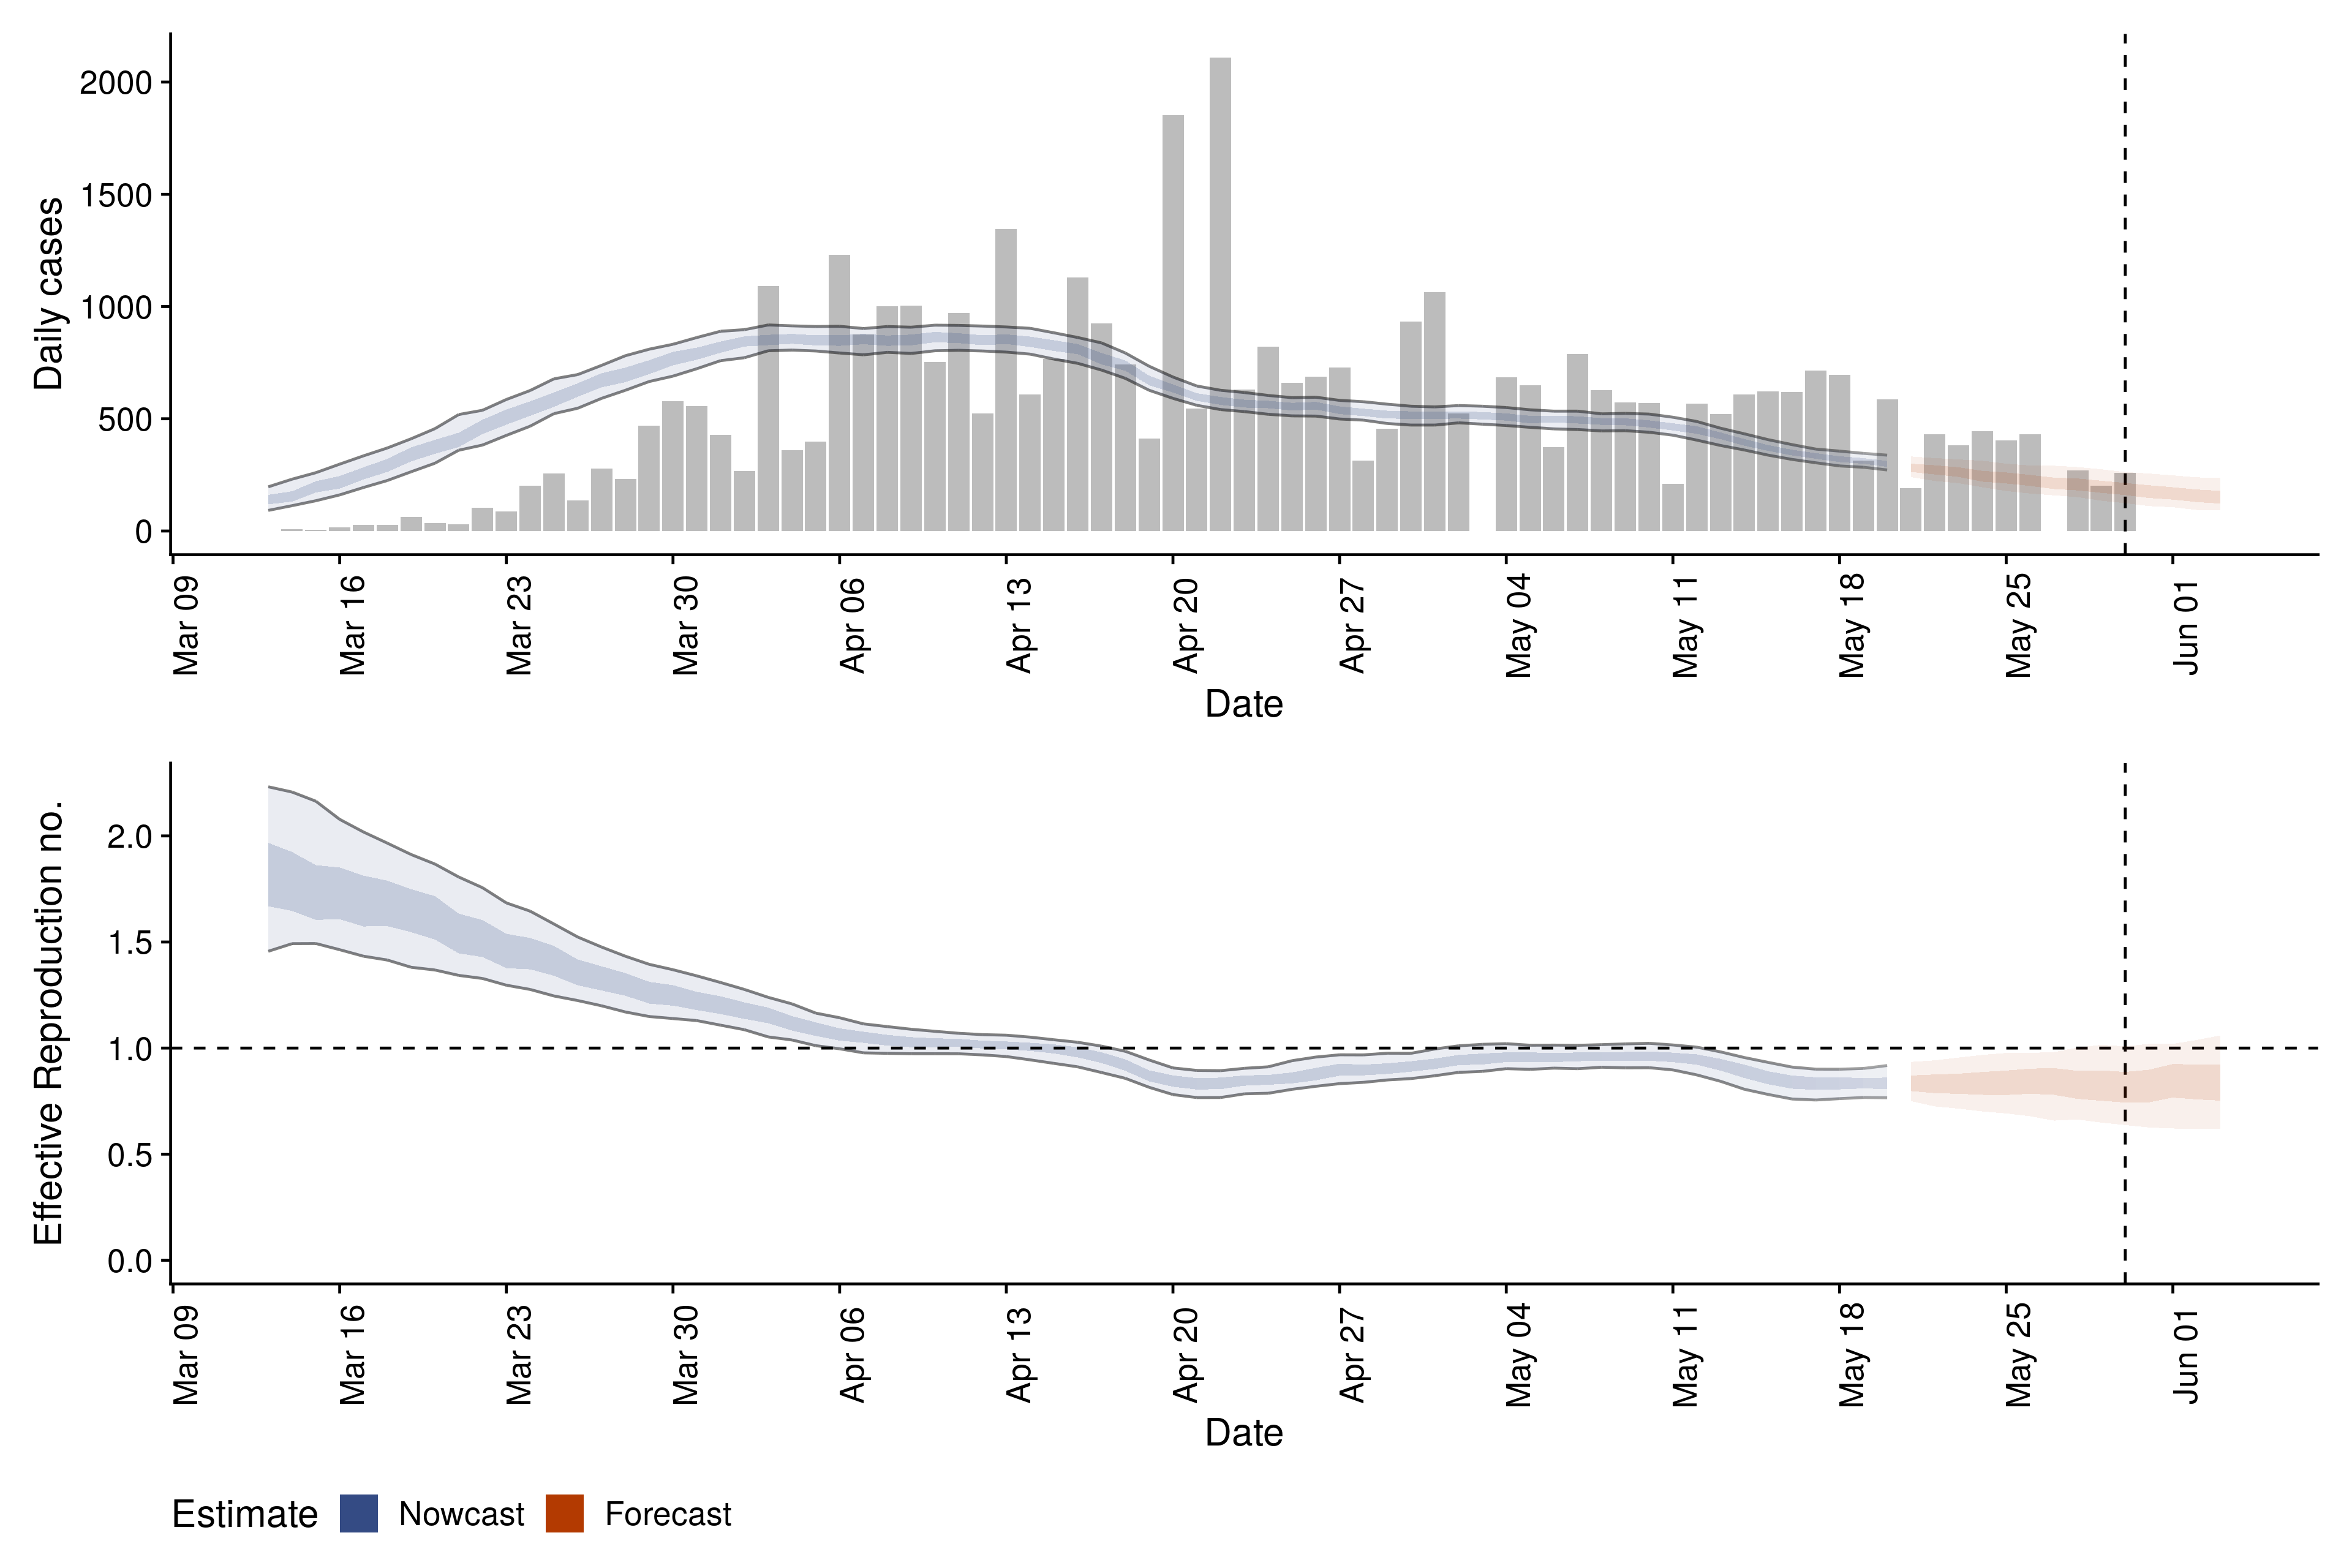 Daily cases
2000
1500
1000
500
0
Mar 09 Mar 16 Mar 23 Mar 30 Apr 06 Apr 13 Apr 20 Apr 27 May 04 May 11 May 18 May 25 Jun 01
Date
Effective Reproduction no.
2.0
1.5
1.0
0.5
0.0
Mar 09 Mar 16 Mar 23 Mar 30 Apr 06 Apr 13 Apr 20 Apr 27 May 04 May 11 May 18 May 25 Jun 01
Date
Estimate Nowcast Forecast